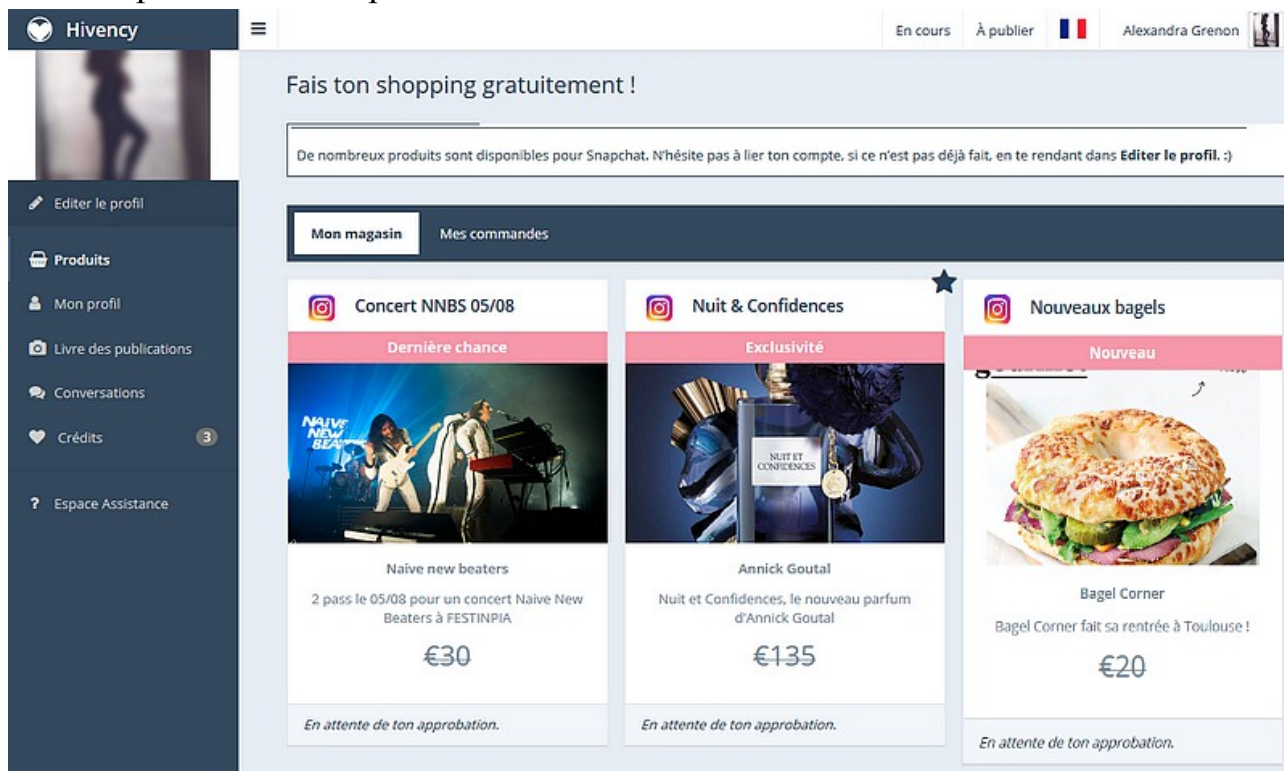 Hivency
En cours À publier Alexandra Grenon
Fais ton shopping gratuitement !
De nombreux produits sont disponibles pour Snapchat. N'hésite pas à lier ton compte, si ce n'est pas déjà fait, en te rendant dans Editer le profil. :)
Editer le profil
Produits
Mon profil
Livre des publications
Conversations
Crédits 3
? Espace Assistance
Mon magasin Mes commandes
Concert NNBS 05/08
Dernière chance
NAIVE
NEW
Naive new beaters
2 pass le 05/08 pour un concert Naive New
Beaters à FESTINPIA
€30
En attente de ton approbation.
Nuit & Confidences
Exclusivité
NUIT ET
CONFIDENCES
Annick Goutal
Nuit et Confidences, le nouveau parfum
d'Annick Goutal
€135
En attente de ton approbation.
Nouveaux bagels
Nouveau
Bagel Corner
Bagel Corner fait sa rentrée à Toulouse !
€20
En attente de ton approbation.